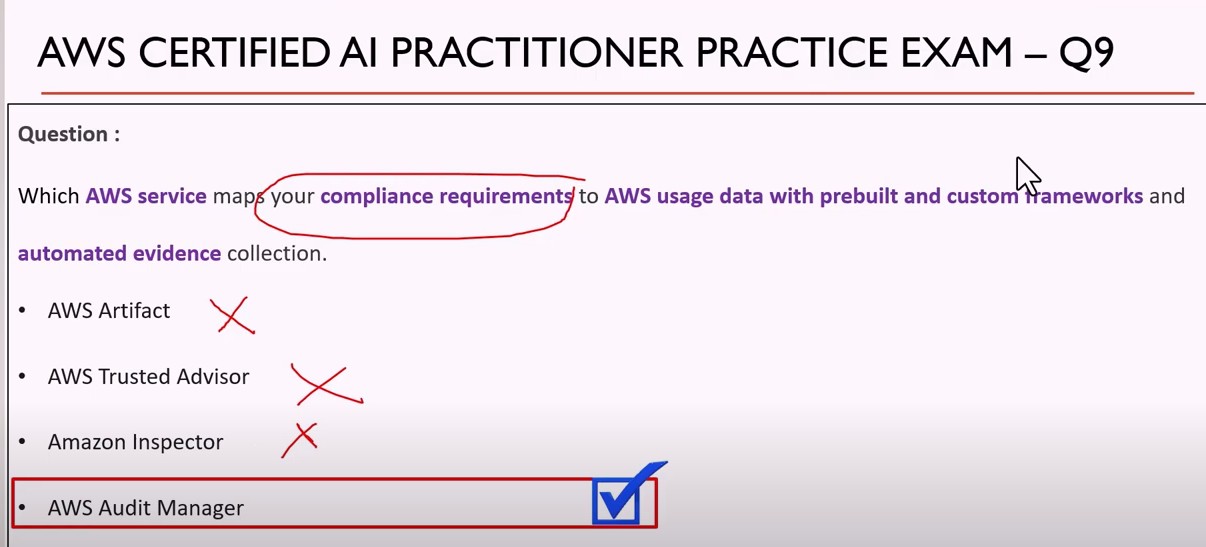 AWS CERTIFIED AI PRACTITIONER PRACTICE EXAM – Q9
Question :
Which AWS service maps your compliance requirements to AWS usage data with prebuilt and custom frameworks and
automated evidence collection.
• AWS Artifact
• AWS Trusted Advisor
• Amazon Inspector
• AWS Audit Manager